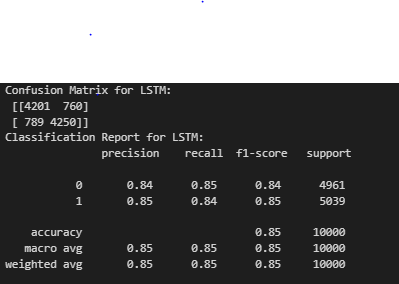 Confusion Matrix for LSTM:
[[4201 760]
[ 789 4250]]
Classification Report for LSTM:
precision recall f1-score support
0 0.84 0.85 0.84 4961
1 0.85 0.84 0.85 5039
accuracy 0.85 10000
macro avg 0.85 0.85 0.85 10000
weighted avg 0.85 0.85 0.85 10000